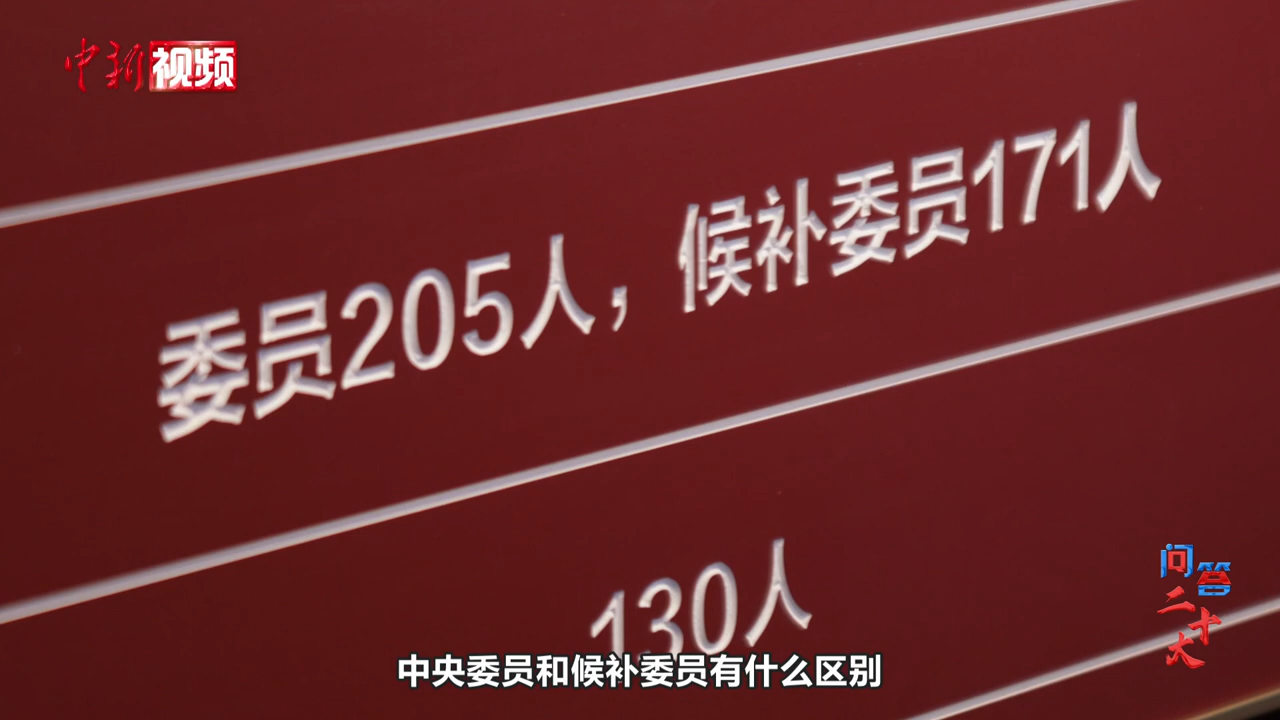 中新视频
委员205人，候补委员171人
130人
问答
二十大
中央委员和候补委员有什么区别